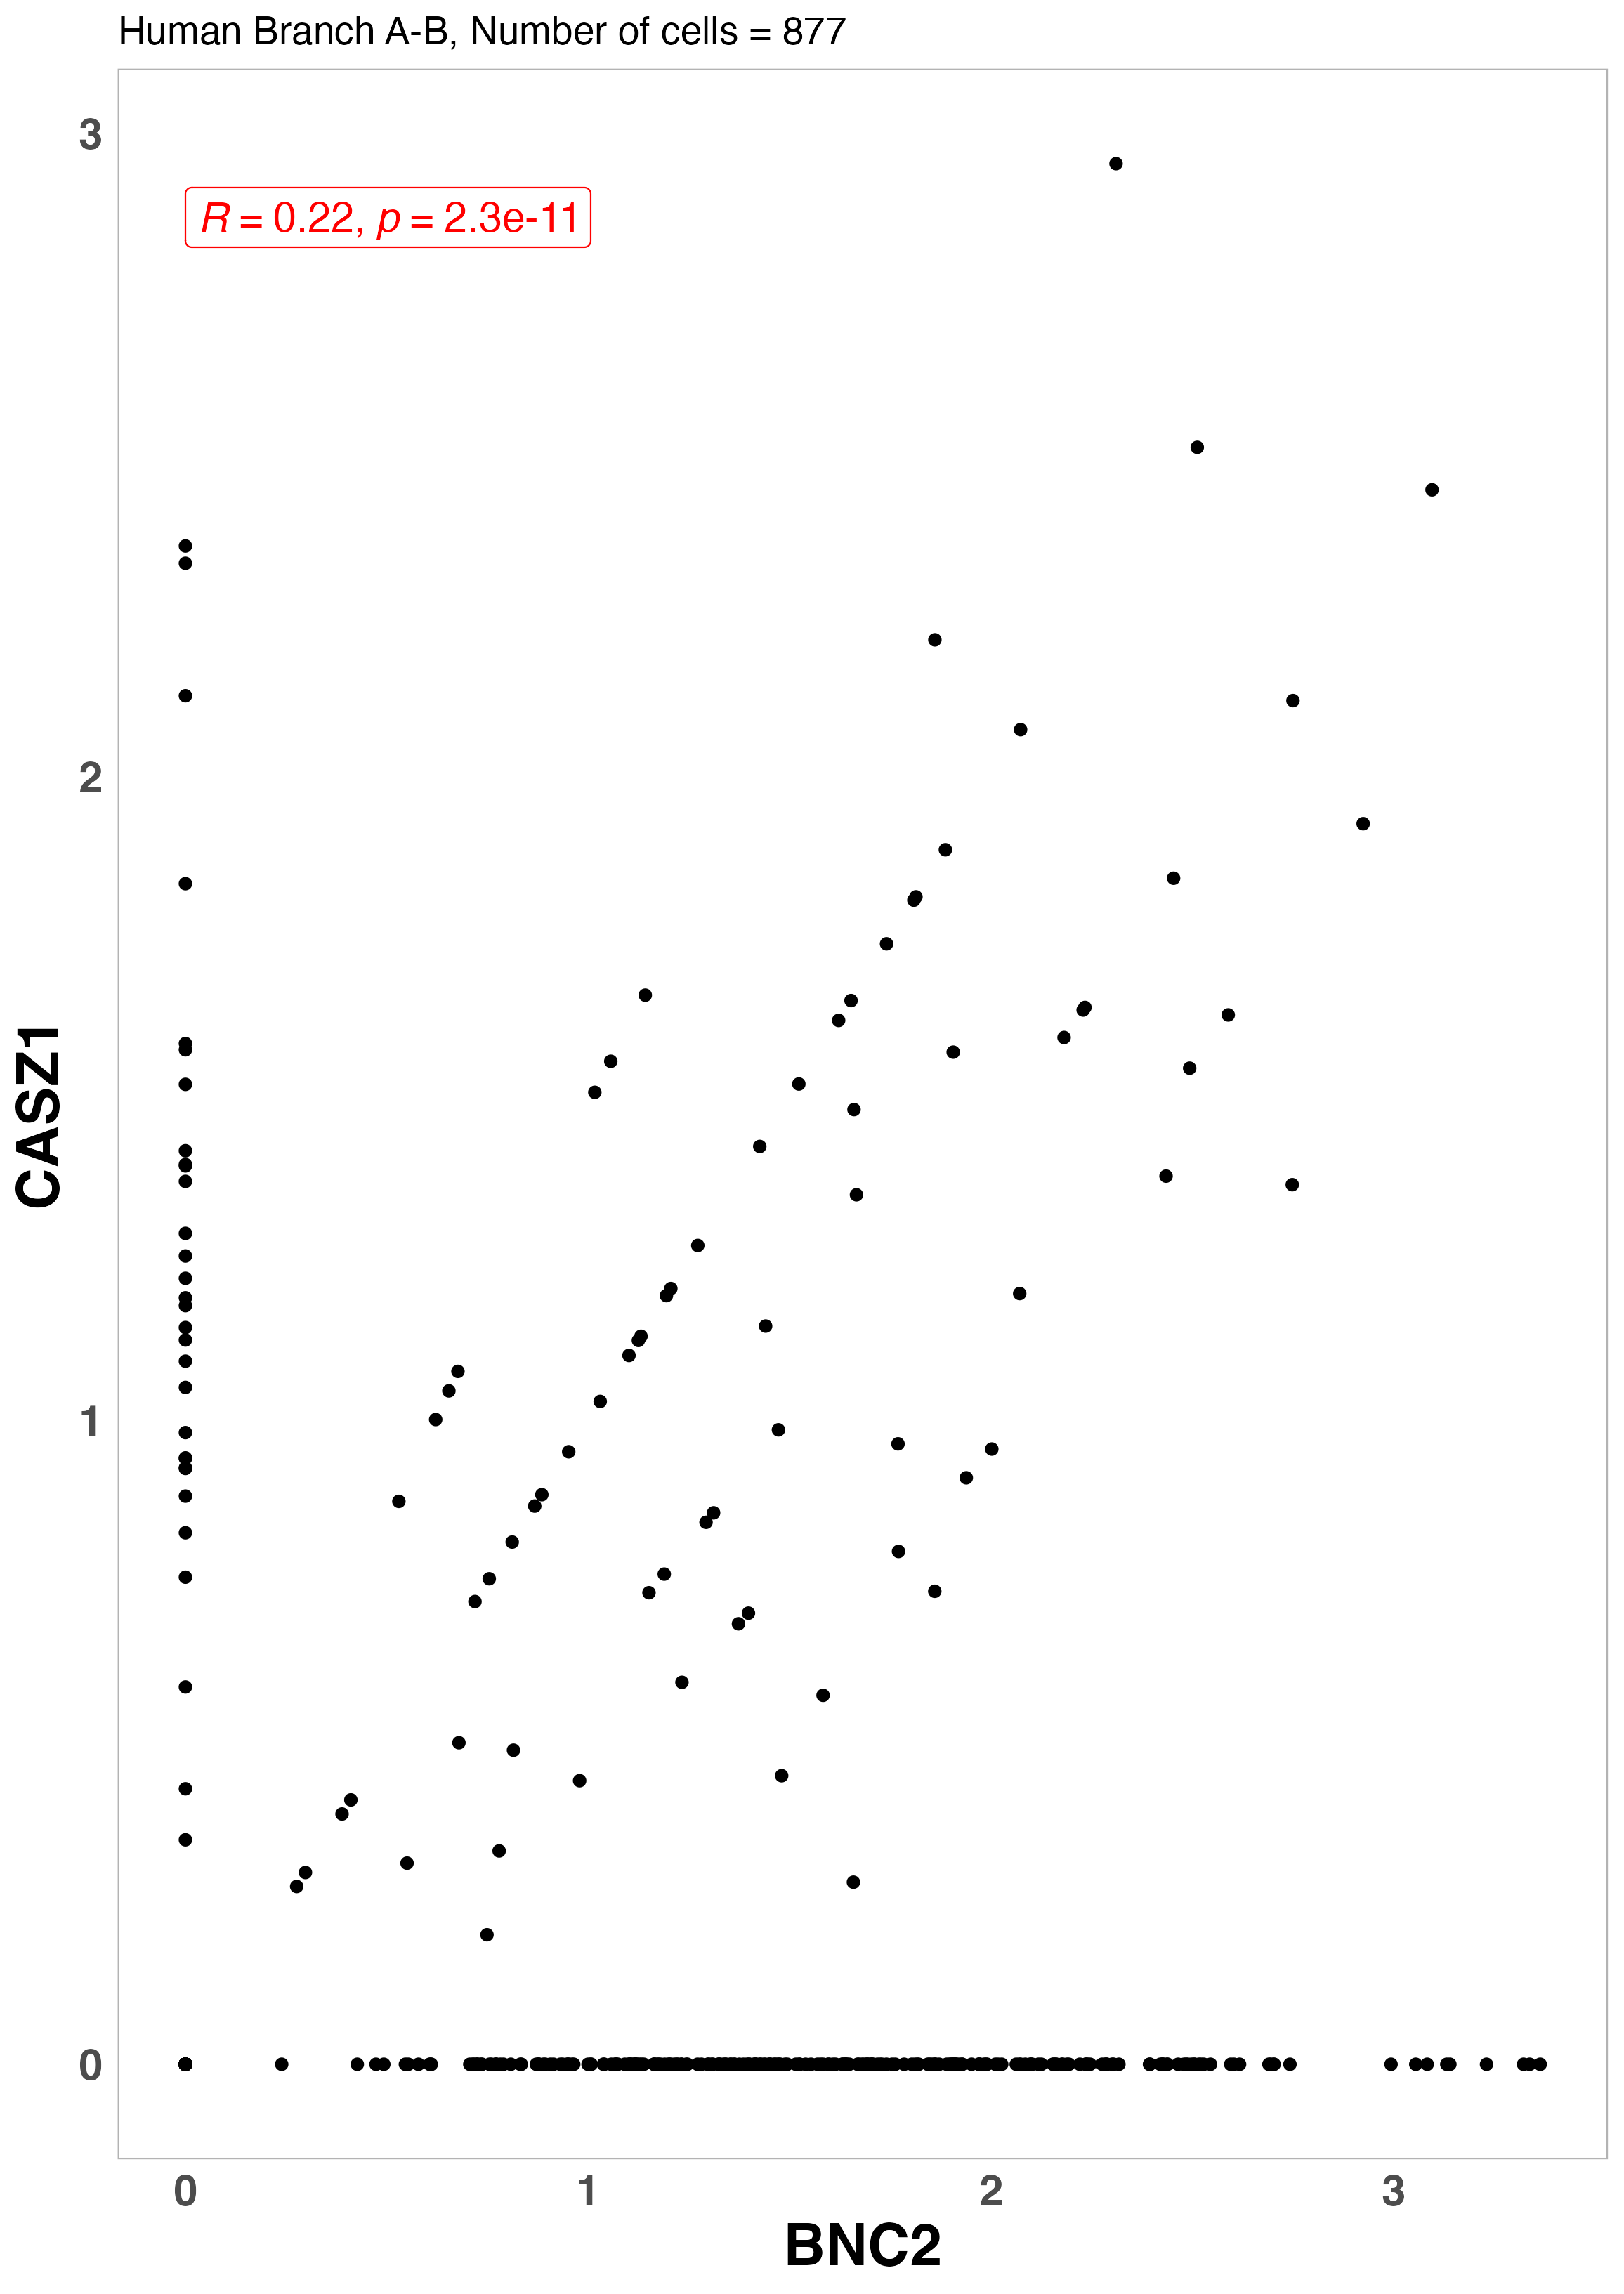 Human Branch A-B, Number of cells = 877
3
R = 0.22, p = 2.3e-11
2
CASZ1
1
0
0 1 2 3
BNC2